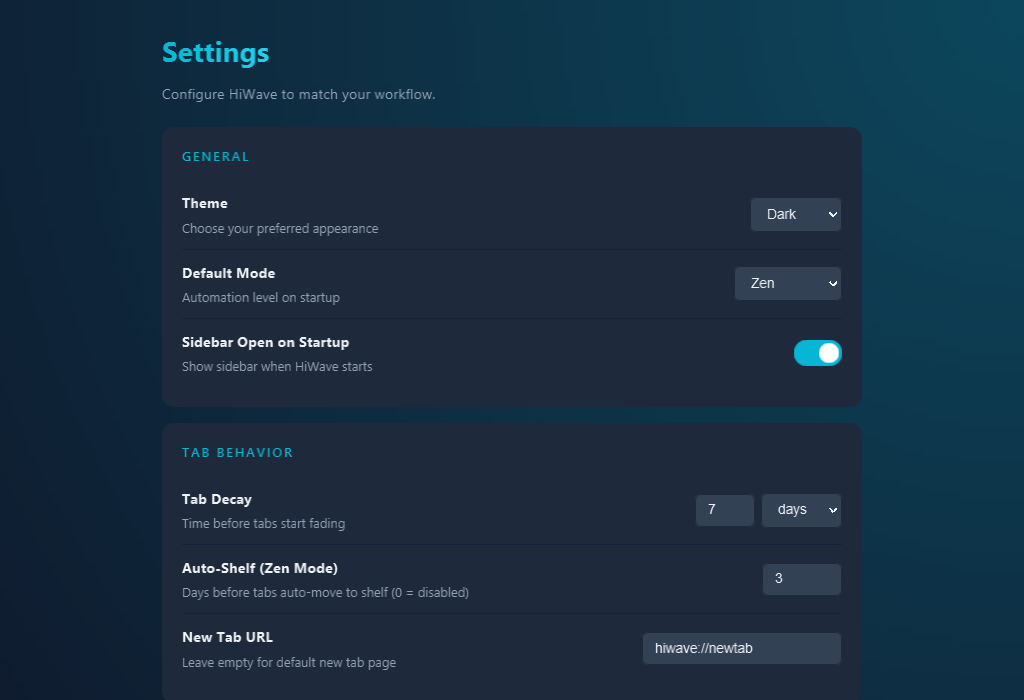 Settings
Configure HiWave to match your workflow.
GENERAL
Theme
Choose your preferred appearance
Dark
Default Mode
Automation level on startup
Zen
Sidebar Open on Startup
Show sidebar when HiWave starts
TAB BEHAVIOR
Tab Decay
Time before tabs start fading
7 days
Auto-Shelf (Zen Mode)
Days before tabs auto-move to shelf (0 = disabled)
3
New Tab URL
Leave empty for default new tab page
hiwave://newtab